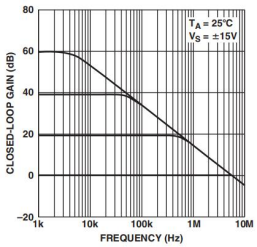 80
60
40
20
0
–20
CLOSED-LOOP GAIN (dB)
TA = 25°C
VS = ±15V
1k
10k
100k
1M
10M
FREQUENCY (Hz)